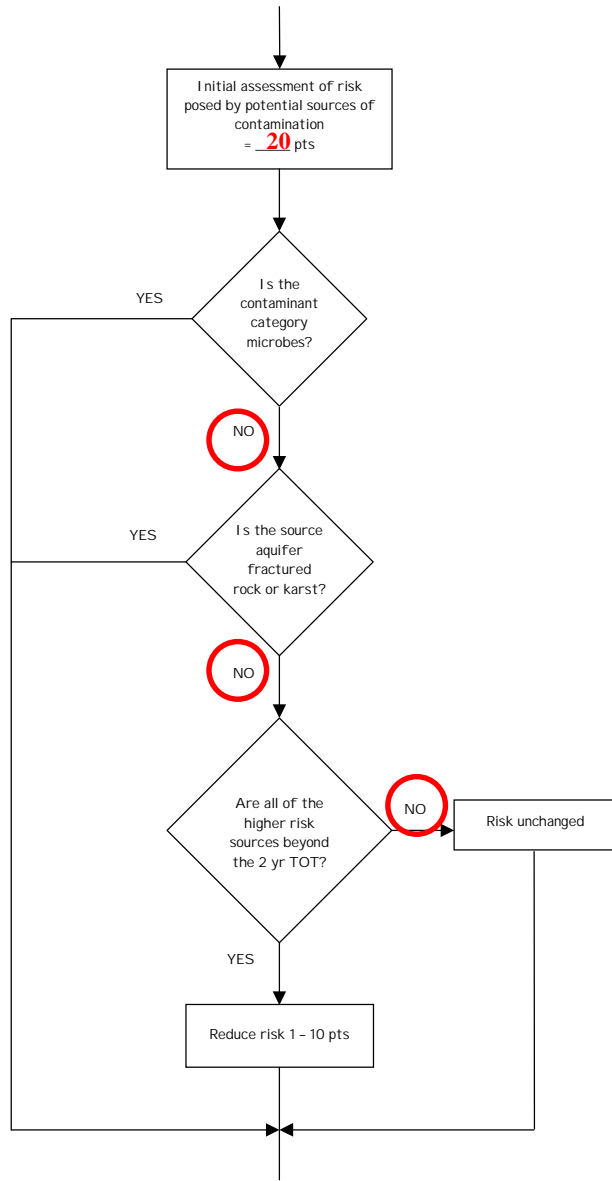 Initial assessment of risk
posed by potential sources of
contamination
= 20 pts
YES
Is the
contaminant
category
microbes?
NO
YES
Is the source
aquifer
fractured
rock or karst?
NO
Are all of the
higher risk
sources beyond
the 2 yr TOT?
NO
Risk unchanged
YES
Reduce risk 1 – 10 pts